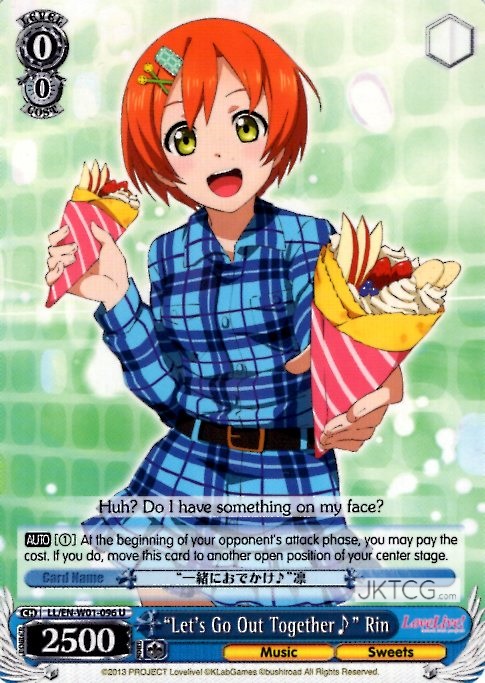 LEVEL
0
0
COST
Huh? Do I have something on my face?
AUTO [①] At the beginning of your opponent's attack phase, you may pay the
cost. If you do, move this card to another open position of your center stage.
Card Name
“一緒におでかけ♪”凛
JKTCG.com
LL/EN-W01-096 U
2500
“Let's Go Out Together♪” Rin
LoveLive!
Music
Sweets
©2013 PROJECT Lovelive! ©KLabGames ©bushiroad All Rights Reserved.